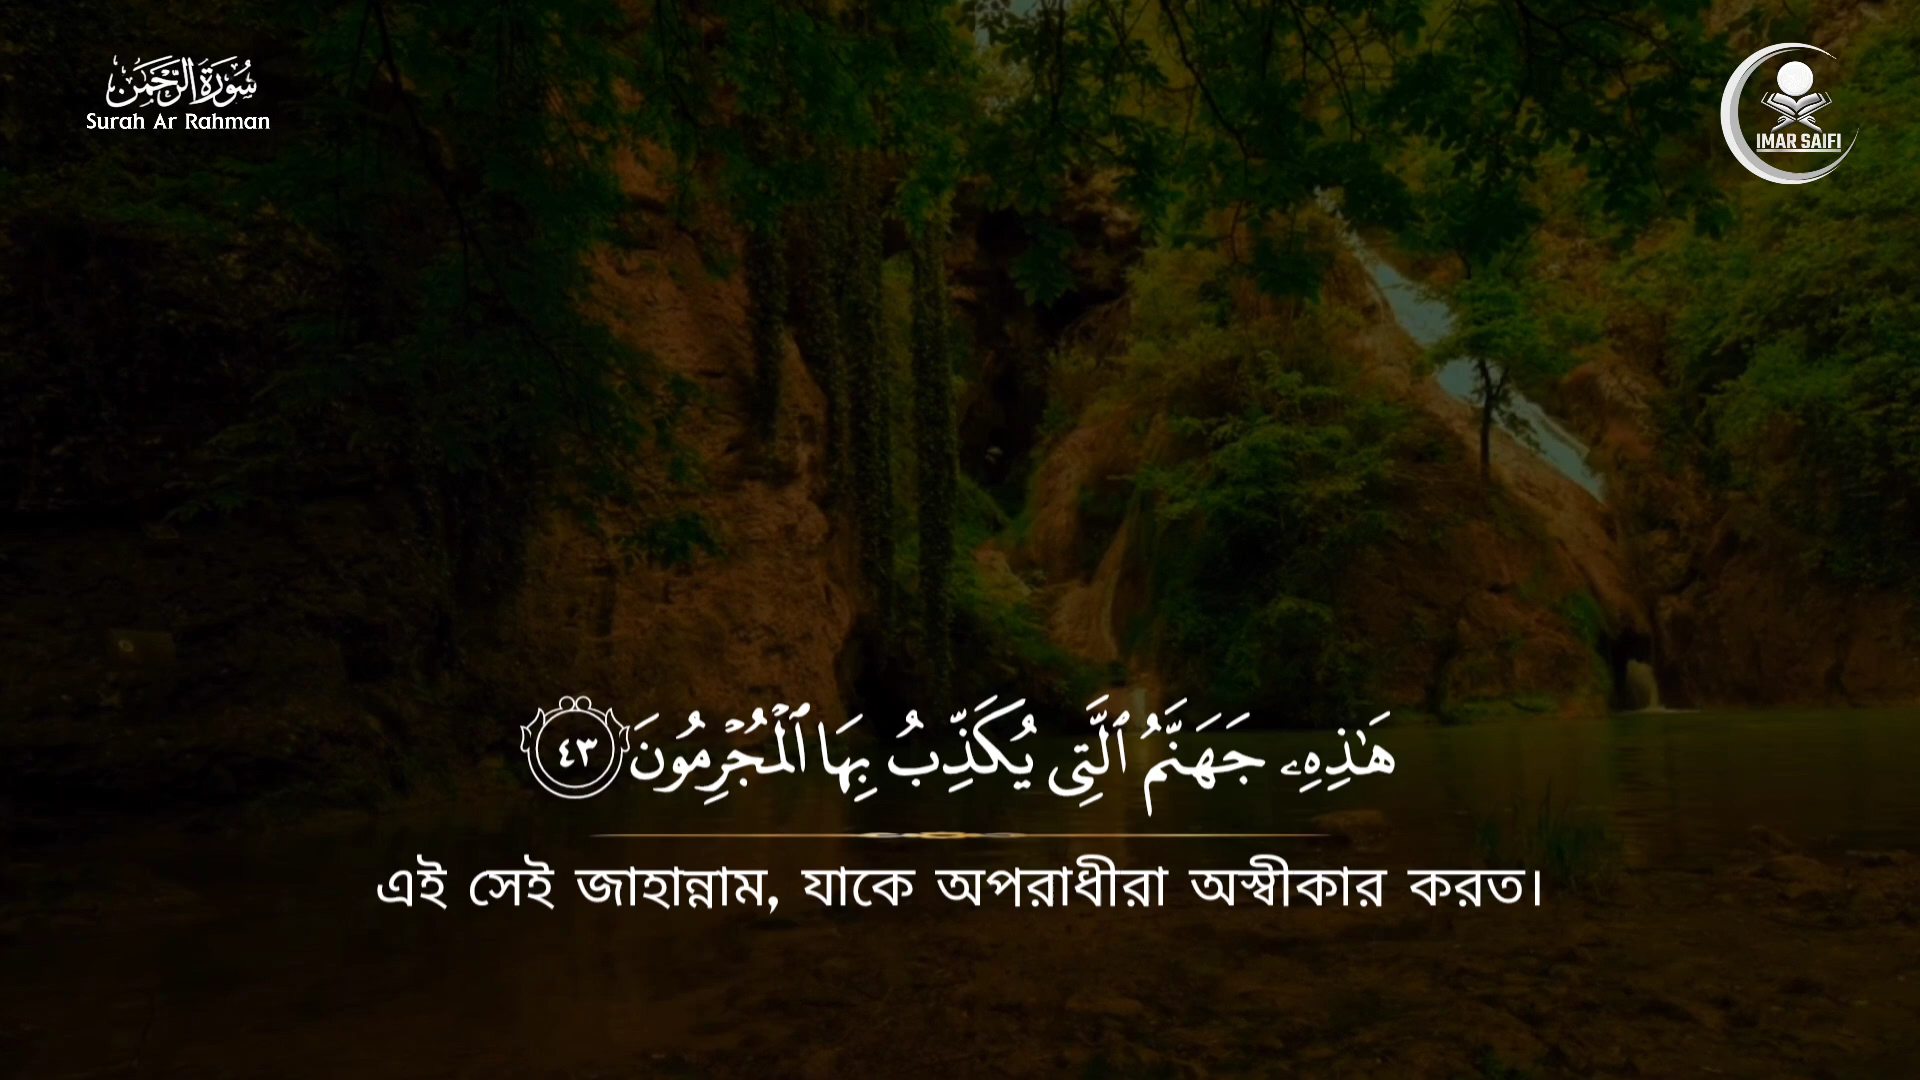 سُورَةُ الرَّحْمَٰن
Surah Ar Rahman
IMAR SAIFI
هَٰذِهِۦ جَهَنَّمُ ٱلَّتِى يُكَذِّبُ بِهَا ٱلْمُجْرِمُونَ ٤٣
এই সেই জাহান্নাম, যাকে অপরাধীরা অস্বীকার করত।